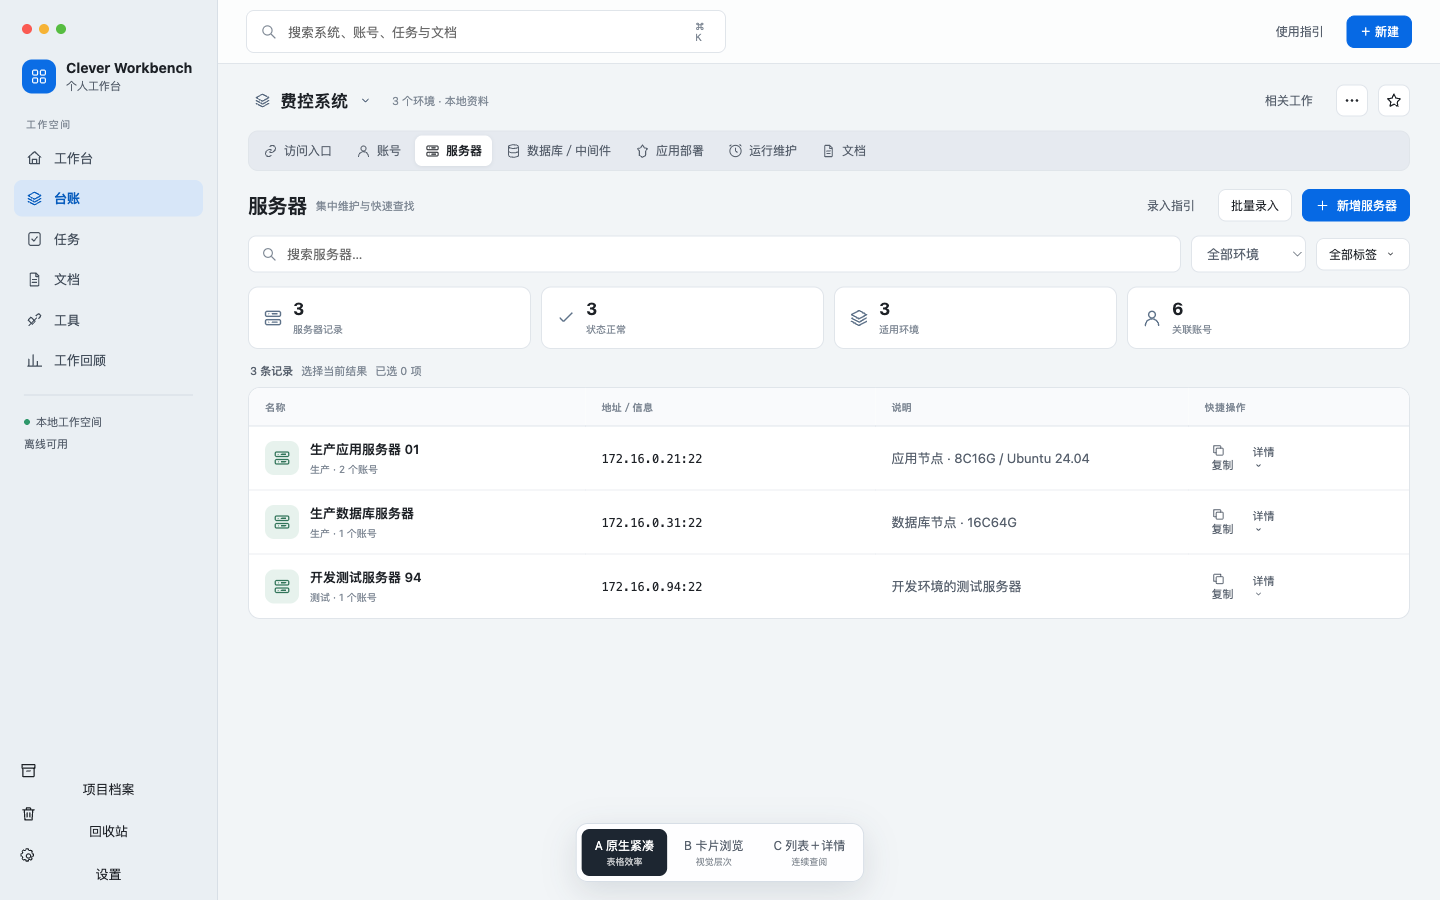 Clever Workbench
个人工作台
工作空间
工作台
台账
任务
文档
工具
工作回顾
本地工作空间
离线可用
项目档案
回收站
设置
搜索系统、账号、任务与文档
⌘
K
使用指引
+ 新建
费控系统
3 个环境 · 本地资料
相关工作
访问入口
账号
服务器
数据库 / 中间件
应用部署
运行维护
文档
服务器
集中维护与快速查找
录入指引
批量录入
+ 新增服务器
搜索服务器...
全部环境
全部标签
3
服务器记录
3
状态正常
3
适用环境
6
关联账号
3 条记录 选择当前结果 已选 0 项
名称 地址 / 信息 说明 快捷操作
生产应用服务器 01
生产 · 2 个账号
172.16.0.21:22
应用节点 · 8C16G / Ubuntu 24.04
复制
详情
生产数据库服务器
生产 · 1 个账号
172.16.0.31:22
数据库节点 · 16C64G
复制
详情
开发测试服务器 94
测试 · 1 个账号
172.16.0.94:22
开发环境的测试服务器
复制
详情
A 原生紧凑
表格效率
B 卡片浏览
视觉层次
C 列表＋详情
连续查阅